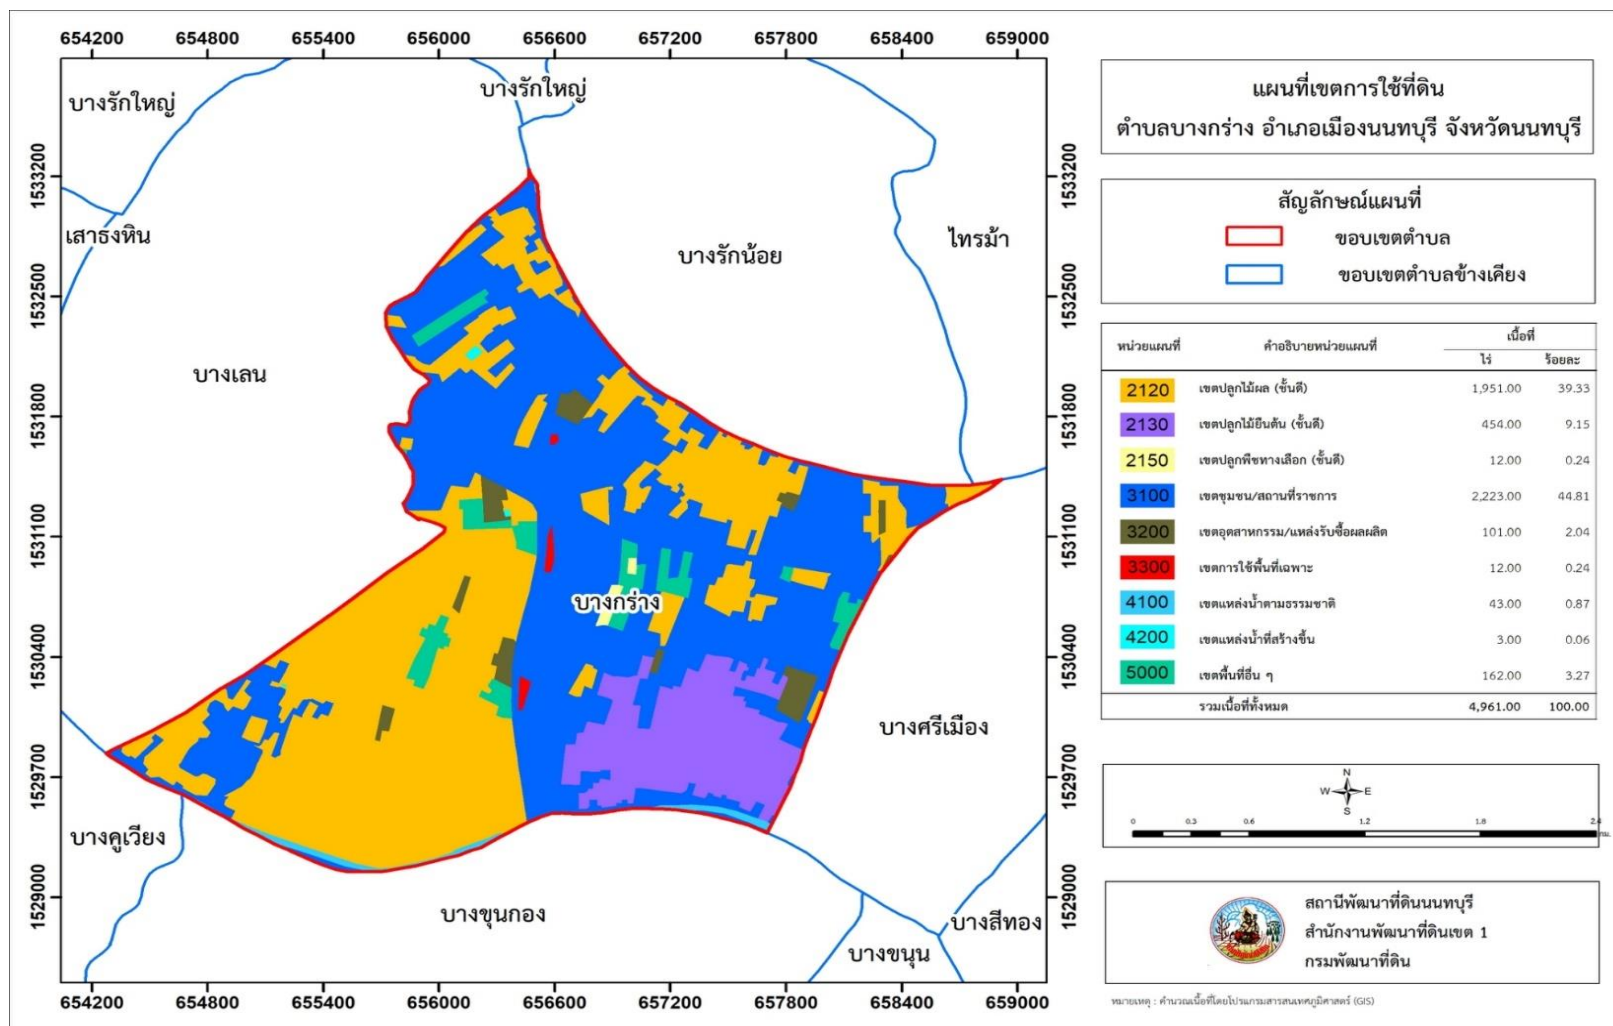 654200 654800 655400 656000 656600 657200 657800 658400 659000
1533200
1532500
1531800
1531100
1530400
1529700
1529000
บางรักใหญ่
บางรักใหญ่
เสาธงหิน
บางรักน้อย
ไทรม้า
บางเลน
บางกร่าง
บางศรีเมือง
บางคูเวียง
บางขุนกอง
บางสีทอง
บางขนุน
1533200
1532500
1531800
1531100
1530400
1529700
1529000
654200 654800 655400 656000 656600 657200 657800 658400 659000
แผนที่เขตการใช้ที่ดิน
ตำบลบางกร่าง อำเภอเมืองนนทบุรี จังหวัดนนทบุรี
สัญลักษณ์แผนที่
ขอบเขตตำบล
ขอบเขตตำบลข้างเคียง
หน่วยแผนที่ คำอธิบายหน่วยแผนที่ เนื้อที่
ไร่ ร้อยละ
2120 เขตปลูกไม้ผล (ชั้นดี) 1,951.00 39.33
2130 เขตปลูกไม้ยืนต้น (ชั้นดี) 454.00 9.15
2150 เขตปลูกพืชทางเลือก (ชั้นดี) 12.00 0.24
3100 เขตชุมชน/สถานที่ราชการ 2,223.00 44.81
3200 เขตอุตสาหกรรม/แหล่งรับซื้อผลผลิต 101.00 2.04
3300 เขตการใช้พื้นที่เฉพาะ 12.00 0.24
4100 เขตแหล่งน้ำตามธรรมชาติ 43.00 0.87
4200 เขตแหล่งน้ำที่สร้างขึ้น 3.00 0.06
5000 เขตพื้นที่อื่น ๆ 162.00 3.27
รวมเนื้อที่ทั้งหมด 4,961.00 100.00
N
W E
S
0 0.3 0.6 1.2 1.8 2.4
กม.
สถานีพัฒนาที่ดินนนทบุรี
สำนักงานพัฒนาที่ดินเขต 1
กรมพัฒนาที่ดิน
หมายเหตุ : คำนวณเนื้อที่โดยโปรแกรมสารสนเทศภูมิศาสตร์ (GIS)